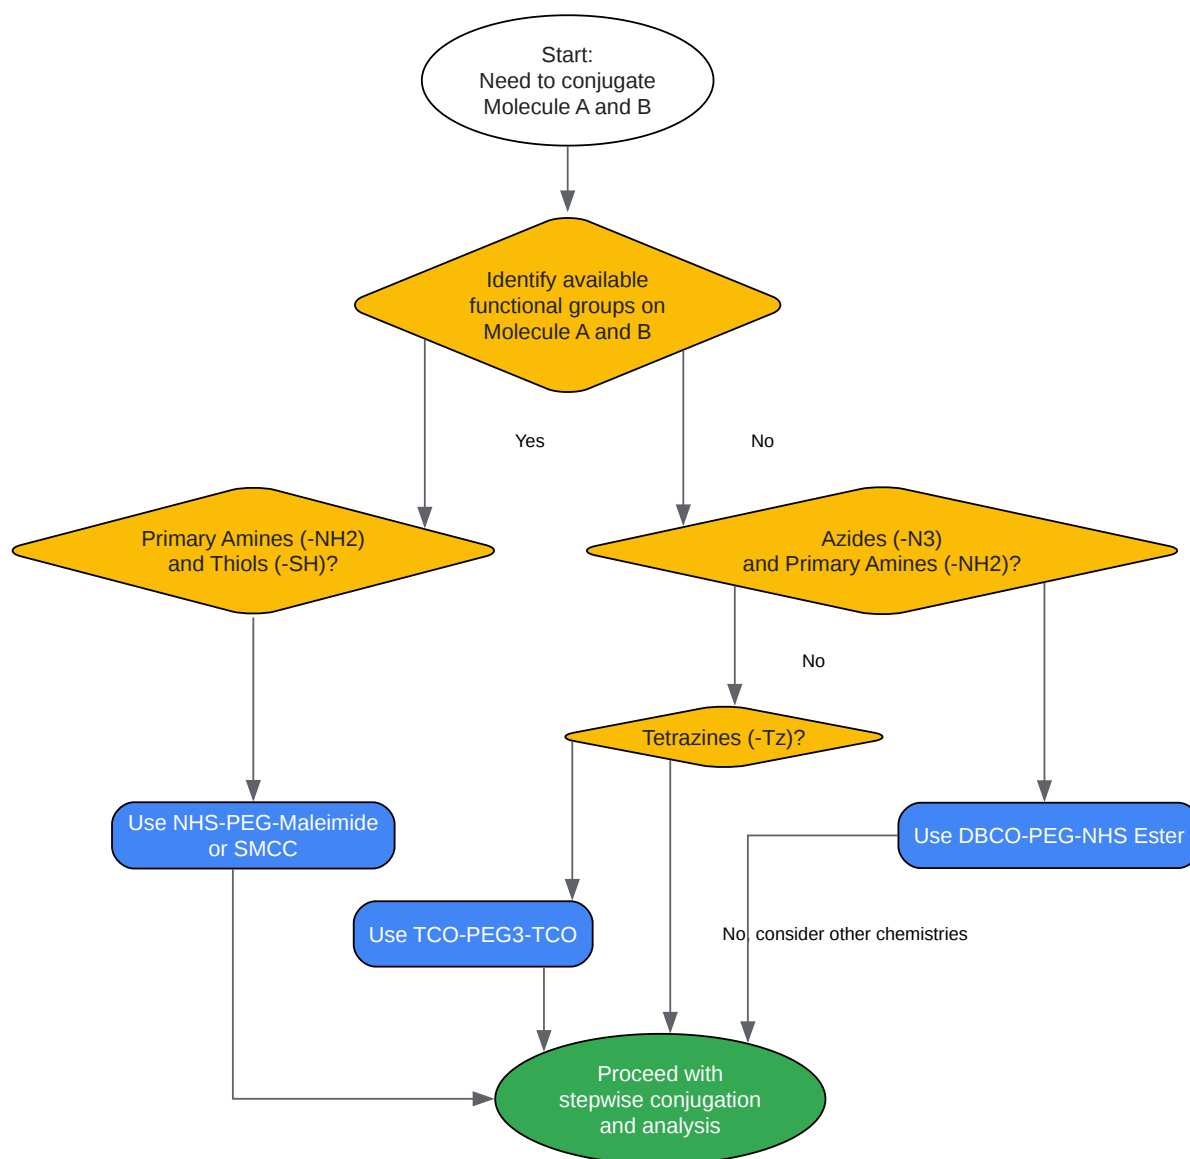 Start:
Need to conjugate
Molecule A and B
Identify available
functional groups on
Molecule A and B
Yes
No
Primary Amines (-NH2)
and Thiols (-SH)?
Azides (-N3)
and Primary Amines (-NH2)?
No
Tetrazines (-Tz)?
Use NHS-PEG-Maleimide
or SMCC
Use DBCO-PEG-NHS Ester
Use TCO-PEG3-TCO
No, consider other chemistries
Proceed with
stepwise conjugation
and analysis